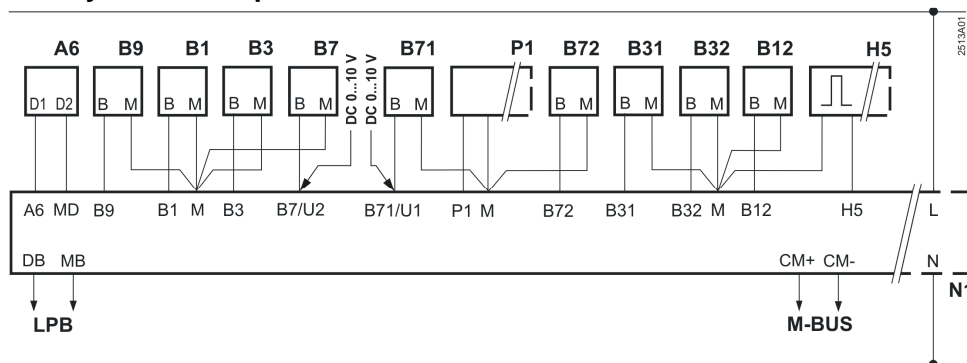 A6 B9 B1 B3 B7 DC 0...10 V DC 0...10 V B71 P1 B72 B31 B32 B12 H5
2513A01
D1 D2 B M B M B M B M B M B M B M B M B M
A6 MD B9 B1 M B3 B7/U2 B71/U1 P1 M B72 B31 B32 M B12 H5 L
DB MB CM+ CM- N
N1
LPB M-BUS